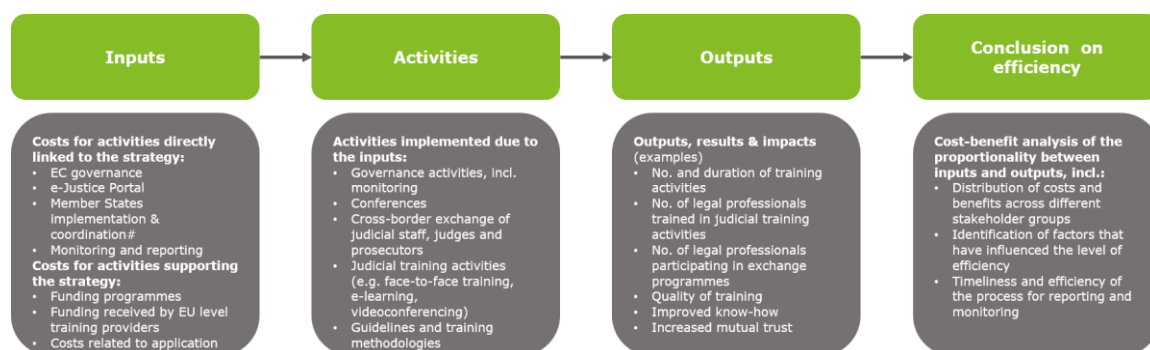 Inputs
Activities
Outputs
Conclusion on
efficiency
Costs for activities directly
linked to the strategy:
• EC governance
• e-Justice Portal
• Member States
implementation &
coordination#
• Monitoring and reporting
Costs for activities supporting
the strategy:
• Funding programmes
• Funding received by EU level
training providers
• Costs related to application
Activities implemented due to
the inputs:
• Governance activities, incl.
monitoring
• Conferences
• Cross-border exchange of
judicial staff, judges and
prosecutors
• Judicial training activities
(e.g. face-to-face training,
e-learning,
videoconferencing)
• Guidelines and training
methodologies
Outputs, results & impacts
(examples)
• No. and duration of training
activities
• No. of legal professionals
trained in judicial training
activities
• No. of legal professionals
participating in exchange
programmes
• Quality of training
• Improved know-how
• Increased mutual trust
Cost-benefit analysis of the
proportionality between
inputs and outputs, incl.:
• Distribution of costs and
benefits across different
stakeholder groups
• Identification of factors that
have influenced the level of
efficiency
• Timeliness and efficiency of
the process for reporting and
monitoring